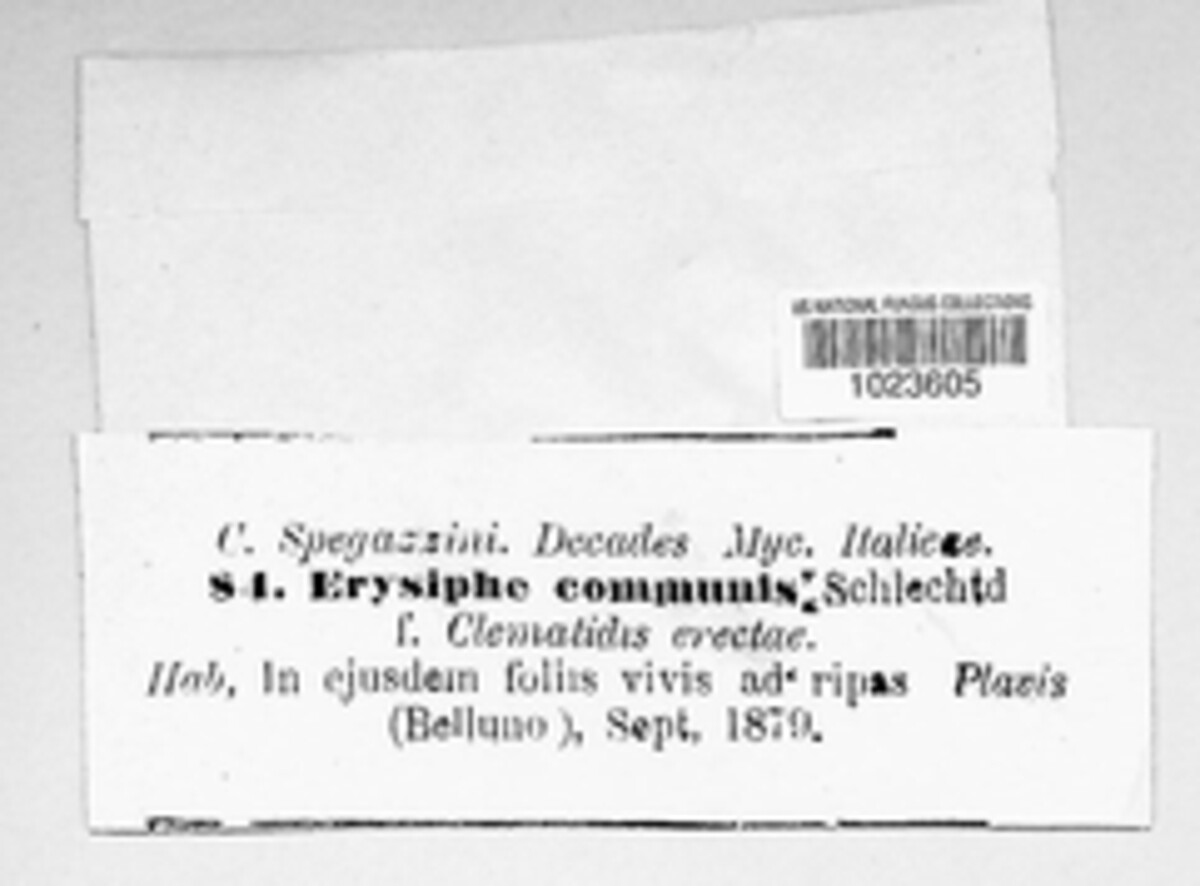 US NATIONAL FUNGUS COLLECTIONS
1023605
C. Spegazzini. Decades Myc. Italicae.
84. Erysiphe communis Schlechtd
f. Clematidis erectae.
Hab. In ejusdem foliis vivis ad ripas Plavis
(Belluno), Sept. 1879.